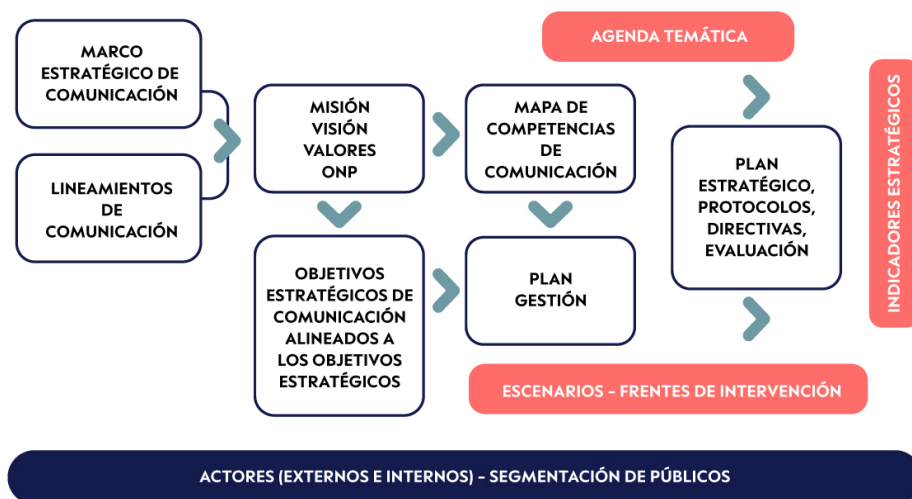 MARCO
ESTRATÉGICO DE
COMUNICACIÓN
LINEAMIENTOS
DE
COMUNICACIÓN
MISIÓN
VISIÓN
VALORES
ONP
OBJETIVOS
ESTRATÉGICOS DE
COMUNICACIÓN
ALINEADOS A
LOS OBJETIVOS
ESTRATÉGICOS
MAPA DE
COMPETENCIAS
DE
COMUNICACIÓN
PLAN
GESTIÓN
AGENDA TEMÁTICA
PLAN
ESTRATÉGICO,
PROTOCOLOS,
DIRECTIVAS,
EVALUACIÓN
ESCENARIOS - FRENTES DE INTERVENCIÓN
INDICADORES ESTRATÉGICOS
ACTORES (EXTERNOS E INTERNOS) - SEGMENTACIÓN DE PÚBLICOS